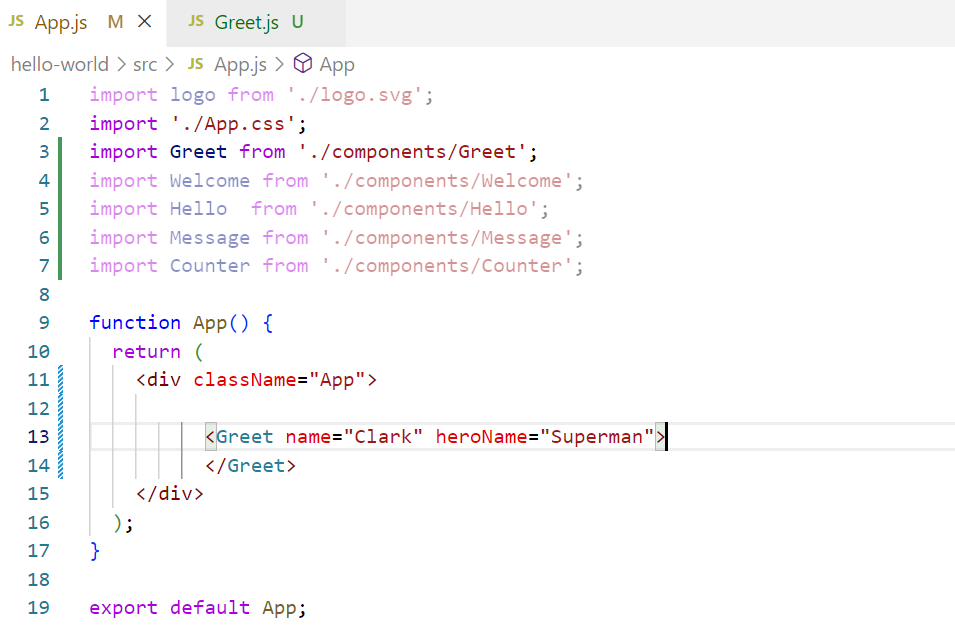 JS App.js M JS Greet.js U
hello-world > src > JS App.js > App
1 import logo from './logo.svg';
2 import './App.css';
3 import Greet from './components/Greet';
4 import Welcome from './components/Welcome';
5 import Hello  from './components/Hello';
6 import Message from './components/Message';
7 import Counter from './components/Counter';
8
9 function App() {
10   return (
11     <div className="App">
12
13           <Greet name="Clark" heroName="Superman">
14           </Greet>
15     </div>
16   );
17 }
18
19 export default App;